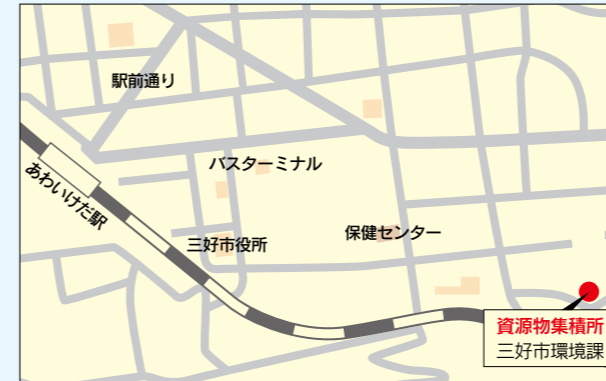 駅前通り
バスターミナル
あわいけだ駅
三好市役所
保健センター
資源物集積所
三好市環境課